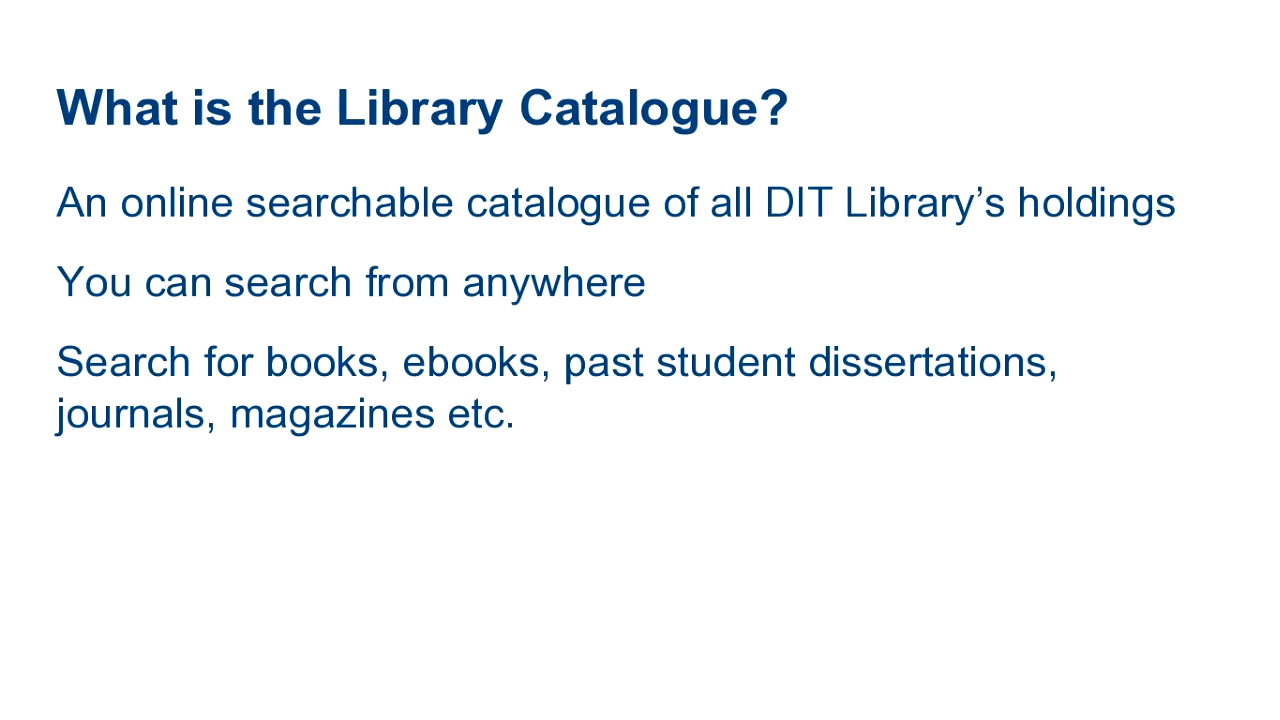 What is the Library Catalogue?
An online searchable catalogue of all DIT Library’s holdings
You can search from anywhere
Search for books, ebooks, past student dissertations,
journals, magazines etc.